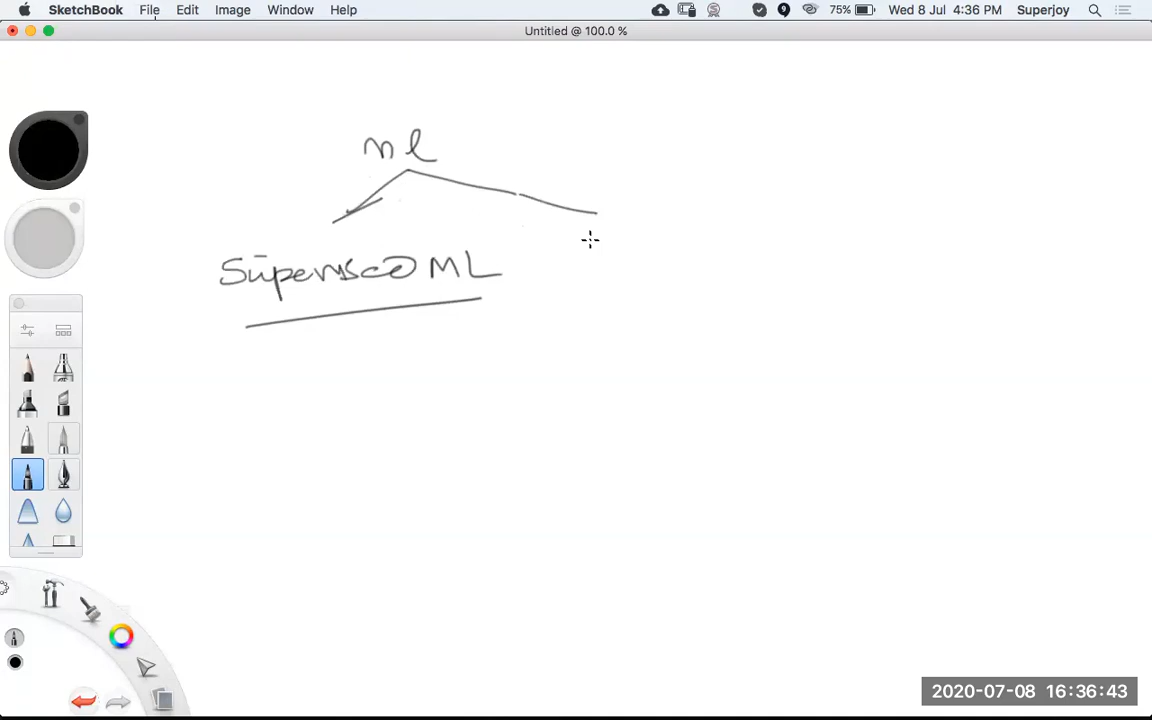 SketchBook File Edit Image Window Help 75% Wed 8 Jul 4:36 PM Superjoy
Untitled @ 100.0 %
ml
Supervised ML
2020-07-08 16:36:43